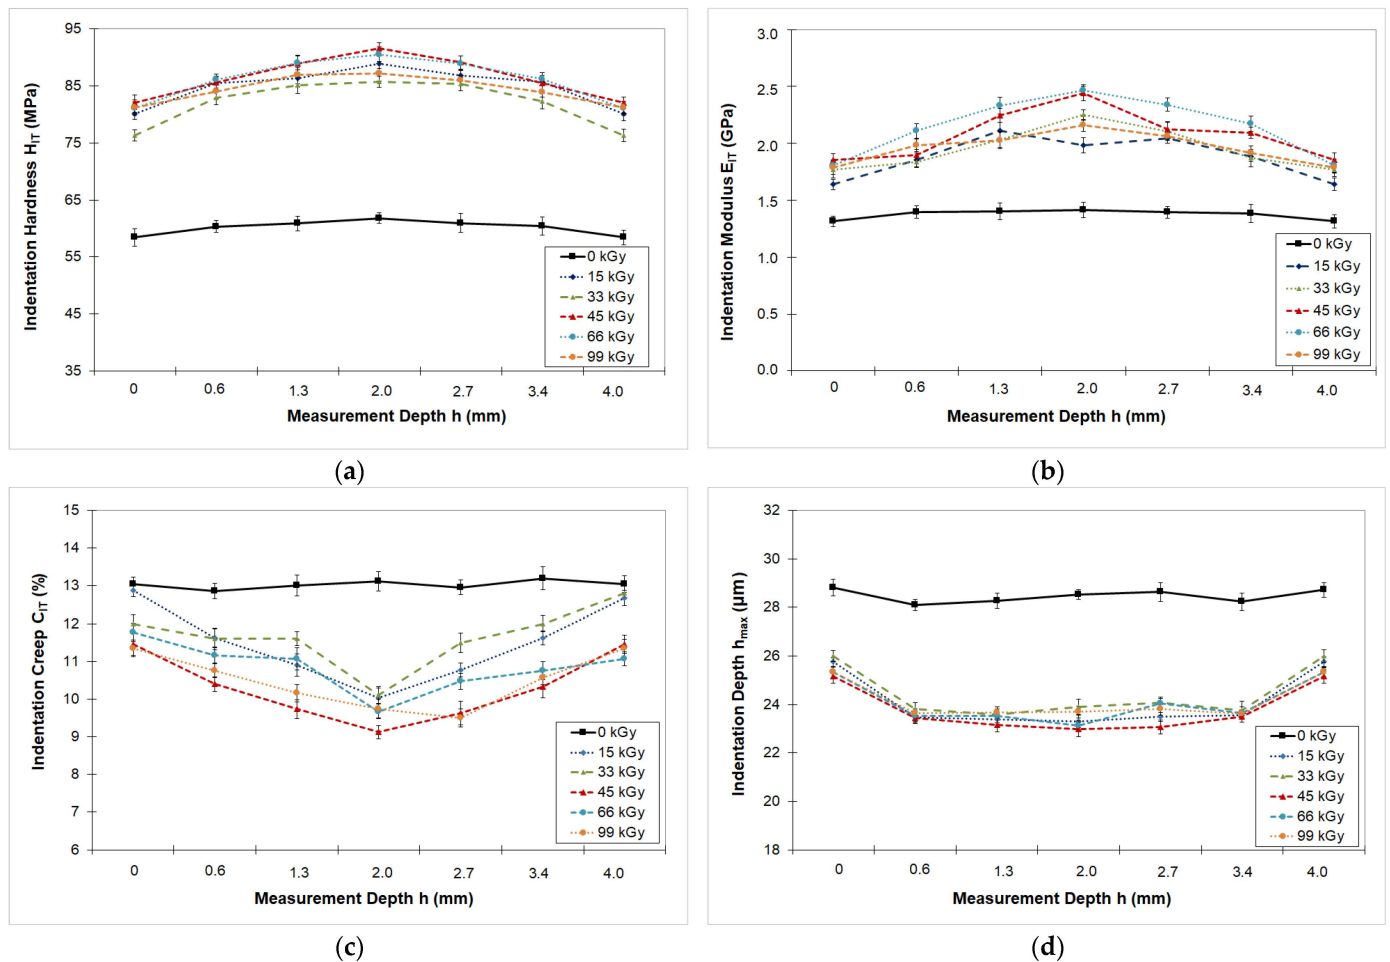 95
85
75
65
55
45
35
Indentation Hardness HIT (MPa)
0 kGy
15 kGy
33 kGy
45 kGy
66 kGy
99 kGy
0 0.6 1.3 2.0 2.7 3.4 4.0
Measurement Depth h (mm)
(a)
3.0
2.5
2.0
1.5
1.0
0.5
0.0
Indentation Modulus EIT (GPa)
0 kGy
15 kGy
33 kGy
45 kGy
66 kGy
99 kGy
0 0.6 1.3 2.0 2.7 3.4 4.0
Measurement Depth h (mm)
(b)
15
14
13
12
11
10
9
8
7
6
Indentation Creep CIT (%)
0 kGy
15 kGy
33 kGy
45 kGy
66 kGy
99 kGy
0 0.6 1.3 2.0 2.7 3.4 4.0
Measurement Depth h (mm)
(c)
32
30
28
26
24
22
20
18
Indentation Depth hmax (µm)
0 kGy
15 kGy
33 kGy
45 kGy
66 kGy
99 kGy
0 0.6 1.3 2.0 2.7 3.4 4.0
Measurement Depth h (mm)
(d)